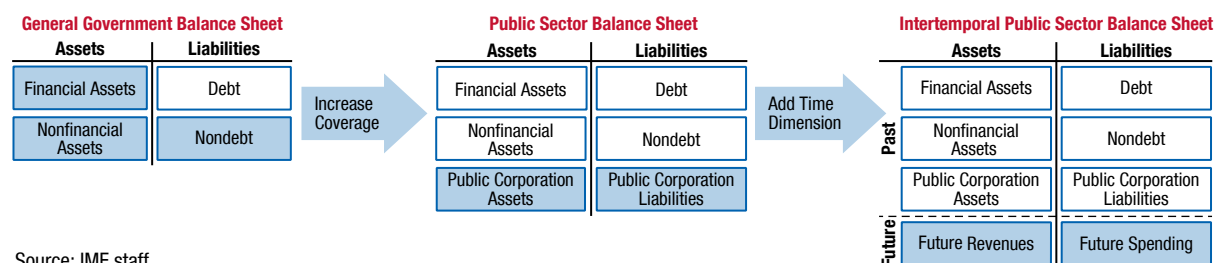 General Government Balance Sheet
Assets
Liabilities
Financial Assets
Debt
Nonfinancial
Assets
Nondebt
Increase
Coverage
Public Sector Balance Sheet
Assets
Liabilities
Financial Assets
Debt
Nonfinancial
Assets
Nondebt
Public Corporation
Assets
Public Corporation
Liabilities
Add Time
Dimension
Intertemporal Public Sector Balance Sheet
Assets
Liabilities
Past
Financial Assets
Debt
Nonfinancial
Assets
Nondebt
Public Corporation
Assets
Public Corporation
Liabilities
Future
Future Revenues
Future Spending
Source: IMF staff